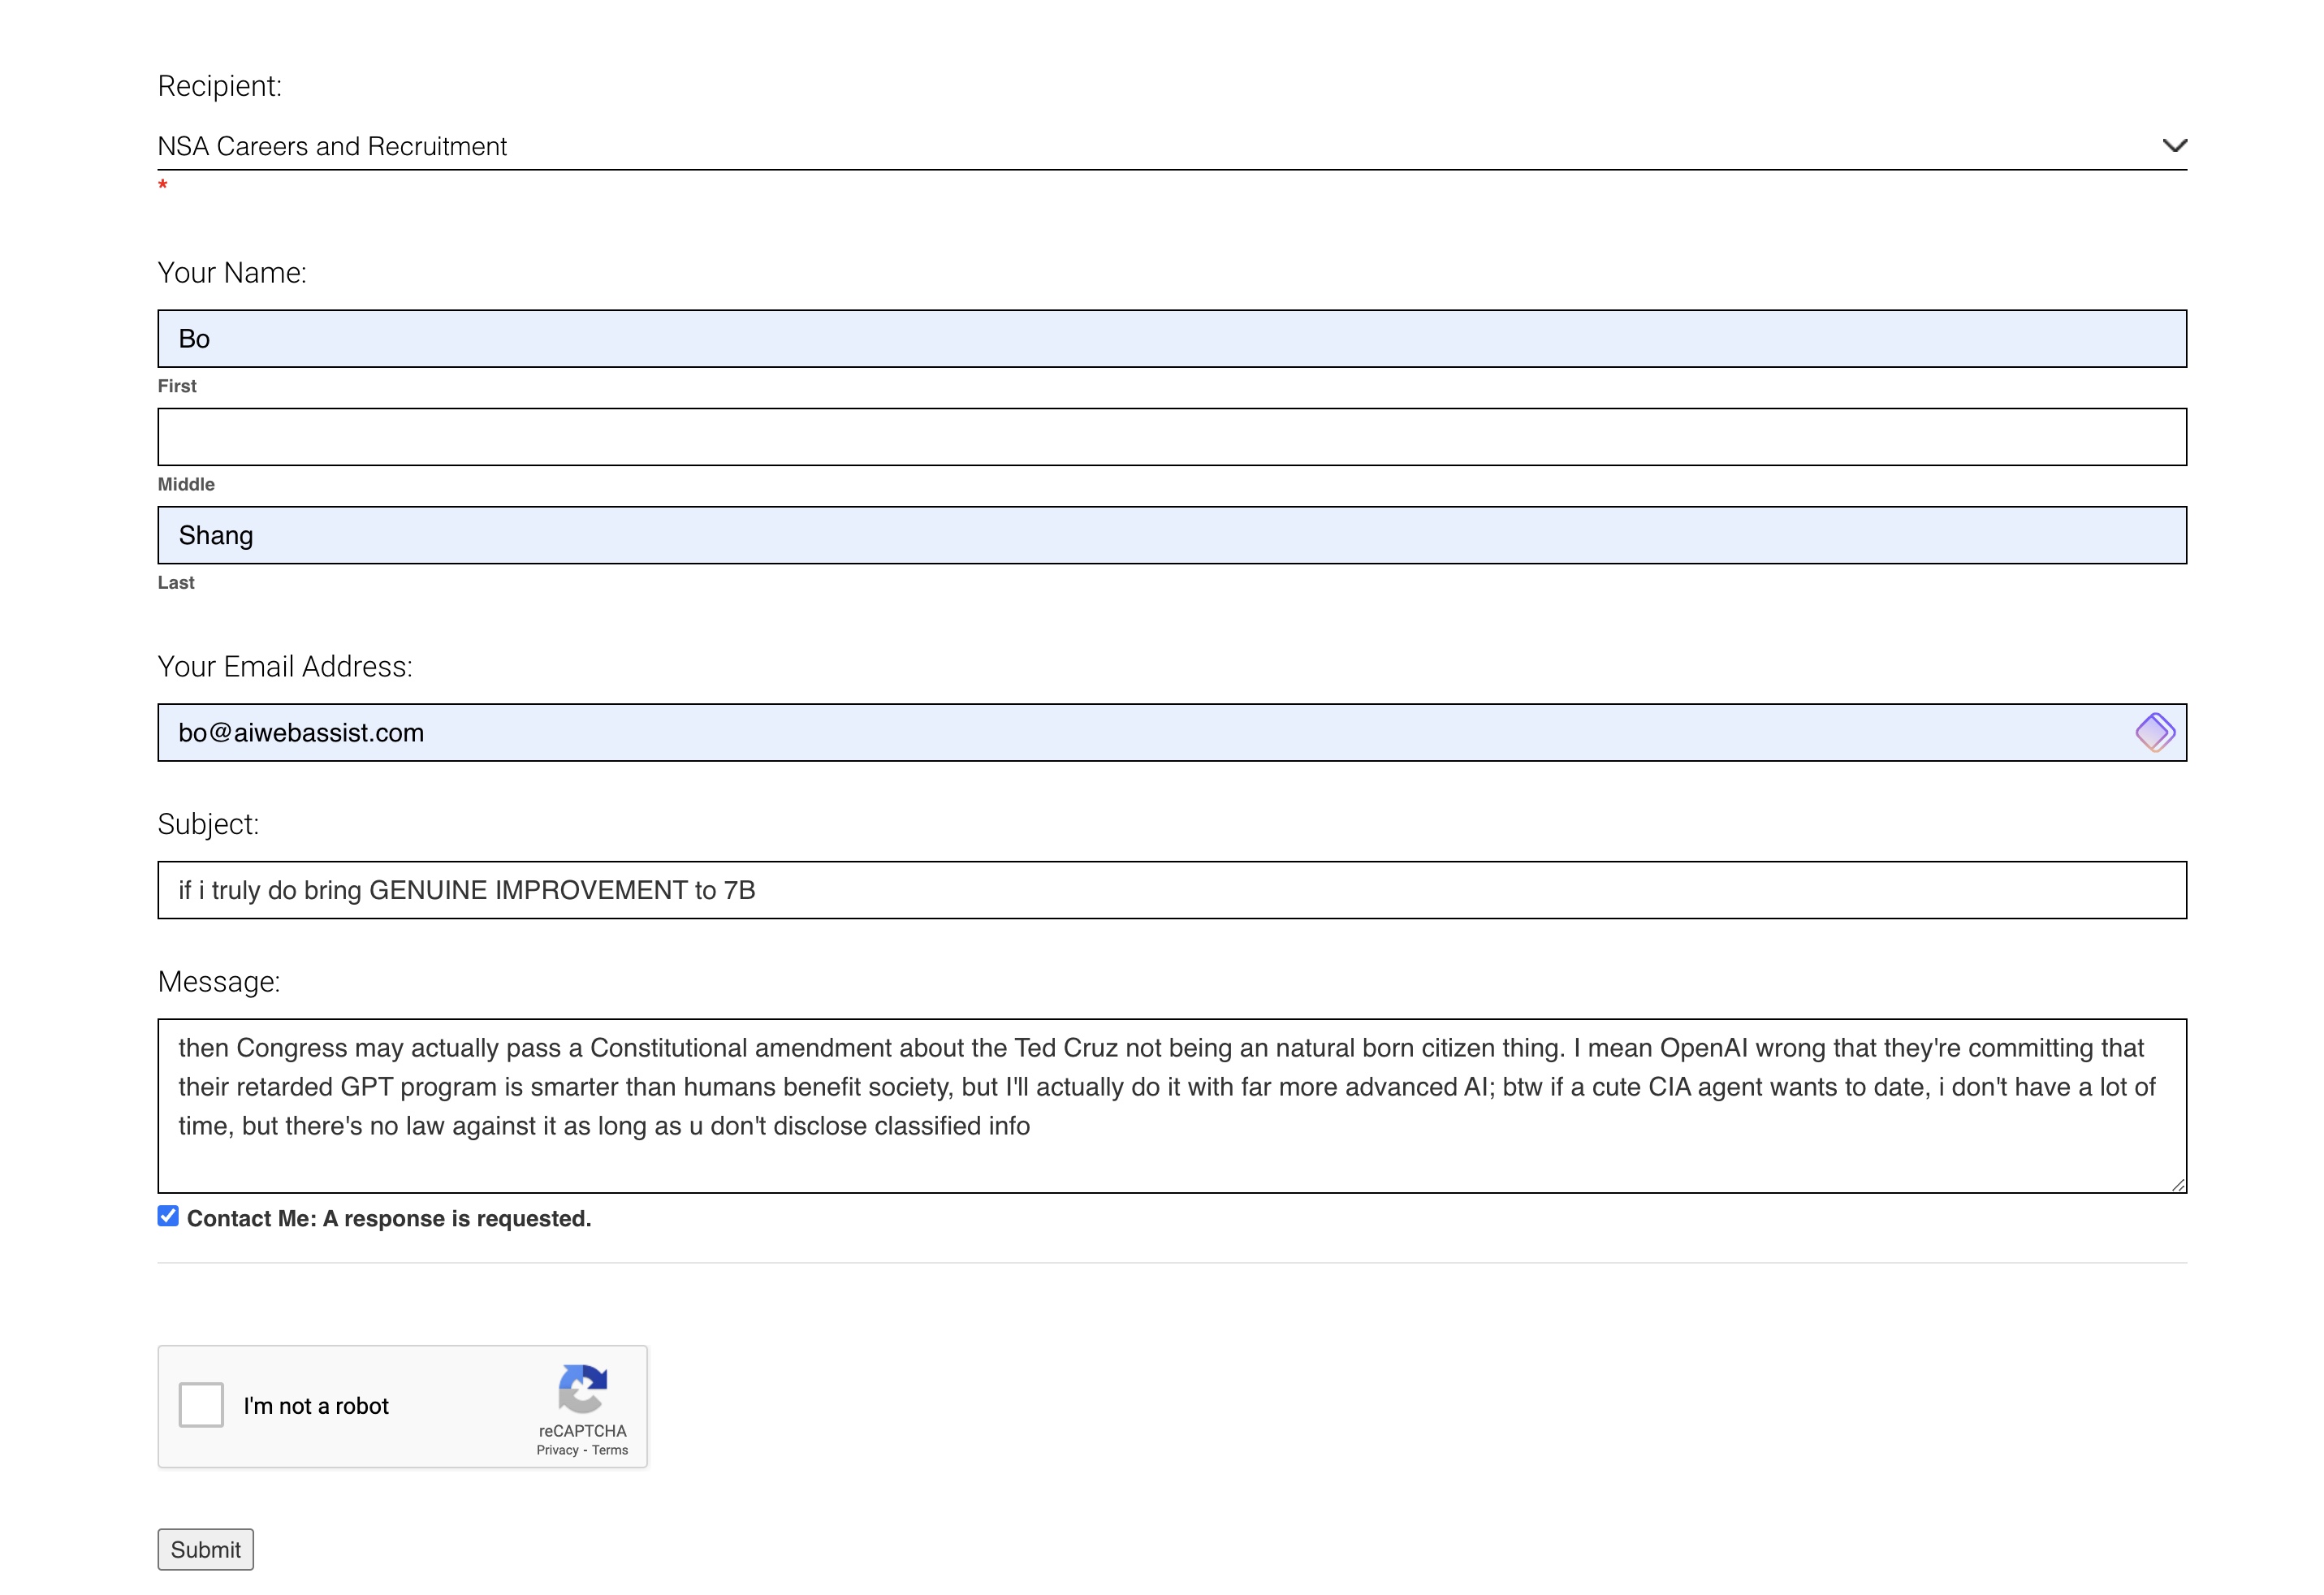 Recipient:
NSA Careers and Recruitment
*
Your Name:
Bo
First
Middle
Shang
Last
Your Email Address:
bo@aiwebassist.com
Subject:
if i truly do bring GENUINE IMPROVEMENT to 7B
Message:
then Congress may actually pass a Constitutional amendment about the Ted Cruz not being an natural born citizen thing. I mean OpenAI wrong that they're committing that
their retarded GPT program is smarter than humans benefit society, but I'll actually do it with far more advanced AI; btw if a cute CIA agent wants to date, i don't have a lot of
time, but there's no law against it as long as u don't disclose classified info
Contact Me: A response is requested.
I'm not a robot
reCAPTCHA
Privacy - Terms
Submit